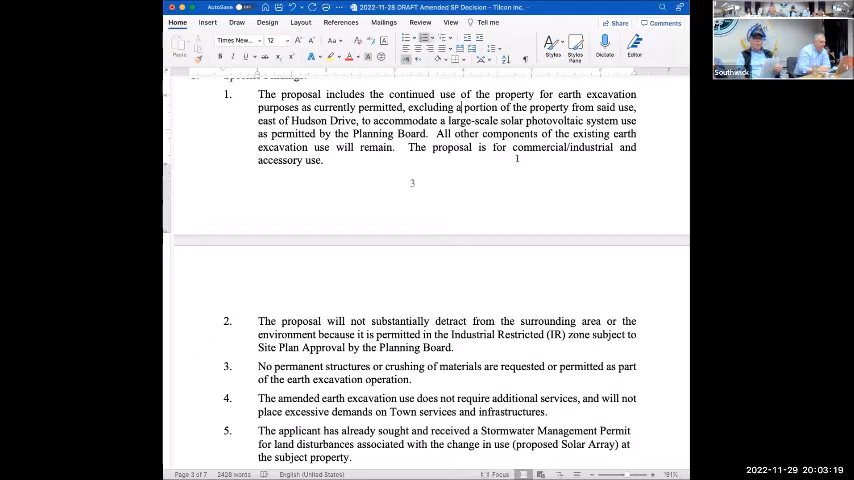 AutoSave OFF
2022-11-28 DRAFT Amended SP Decision - Tilcon Inc.
Home Insert Draw Design Layout References Mailings Review View Tell me Share Comments
Paste Times New... 12 Styles Styles Pane Dictate Editor
1. The proposal includes the continued use of the property for earth excavation
purposes as currently permitted, excluding a portion of the property from said use,
east of Hudson Drive, to accommodate a large-scale solar photovoltaic system use
as permitted by the Planning Board. All other components of the existing earth
excavation use will remain. The proposal is for commercial/industrial and
accessory use.
3
2. The proposal will not substantially detract from the surrounding area or the
environment because it is permitted in the Industrial Restricted (IR) zone subject to
Site Plan Approval by the Planning Board.
3. No permanent structures or crushing of materials are requested or permitted as part
of the earth excavation operation.
4. The amended earth excavation use does not require additional services, and will not
place excessive demands on Town services and infrastructures.
5. The applicant has already sought and received a Stormwater Management Permit
for land disturbances associated with the change in use (proposed Solar Array) at
the subject property.
Page 3 of 7 2428 words English (United States) Focus 191%
Southwick
2022-11-29 20:03:19